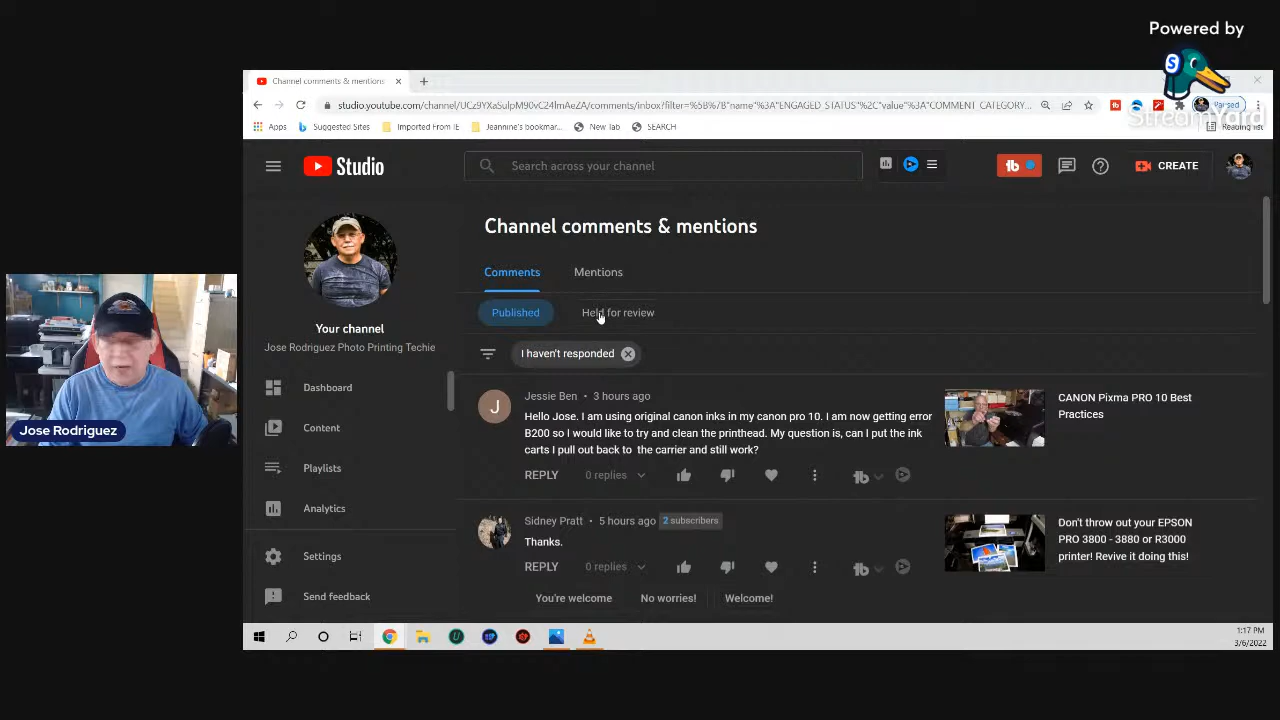 Powered by
StreamYard
Channel comments & mentions
studio.youtube.com/channel/UCzFYKaSulpM90vC24lmAeZA/comments/inbox?filter=%5B%7B"name"%3A"ENGAGED_STATUS"%2C"value"%3A"COMMENT_CATEGORY...
Paused
Apps
Suggested Sites
Imported From IE
Jeannine's bookmar...
New Tab
SEARCH
Reading list
Studio
Search across your channel
CREATE
Your channel
Jose Rodriguez Photo Printing Techie
Dashboard
Content
Playlists
Analytics
Settings
Send feedback
Channel comments & mentions
Comments
Mentions
Published
Held for review
I haven't responded
J
Jessie Ben • 3 hours ago
Hello Jose. I am using original canon inks in my canon pro 10. I am now getting error
B200 so I would like to try and clean the printhead. My question is, can I put the ink
carts I pull out back to the carrier and still work?
REPLY
0 replies
CANON Pixma PRO 10 Best
Practices
Sidney Pratt • 5 hours ago
2 subscribers
Thanks.
REPLY
0 replies
Don't throw out your EPSON
PRO 3800 - 3880 or R3000
printer! Revive it doing this!
You're welcome
No worries!
Welcome!
Jose Rodriguez
1:17 PM
3/6/2022